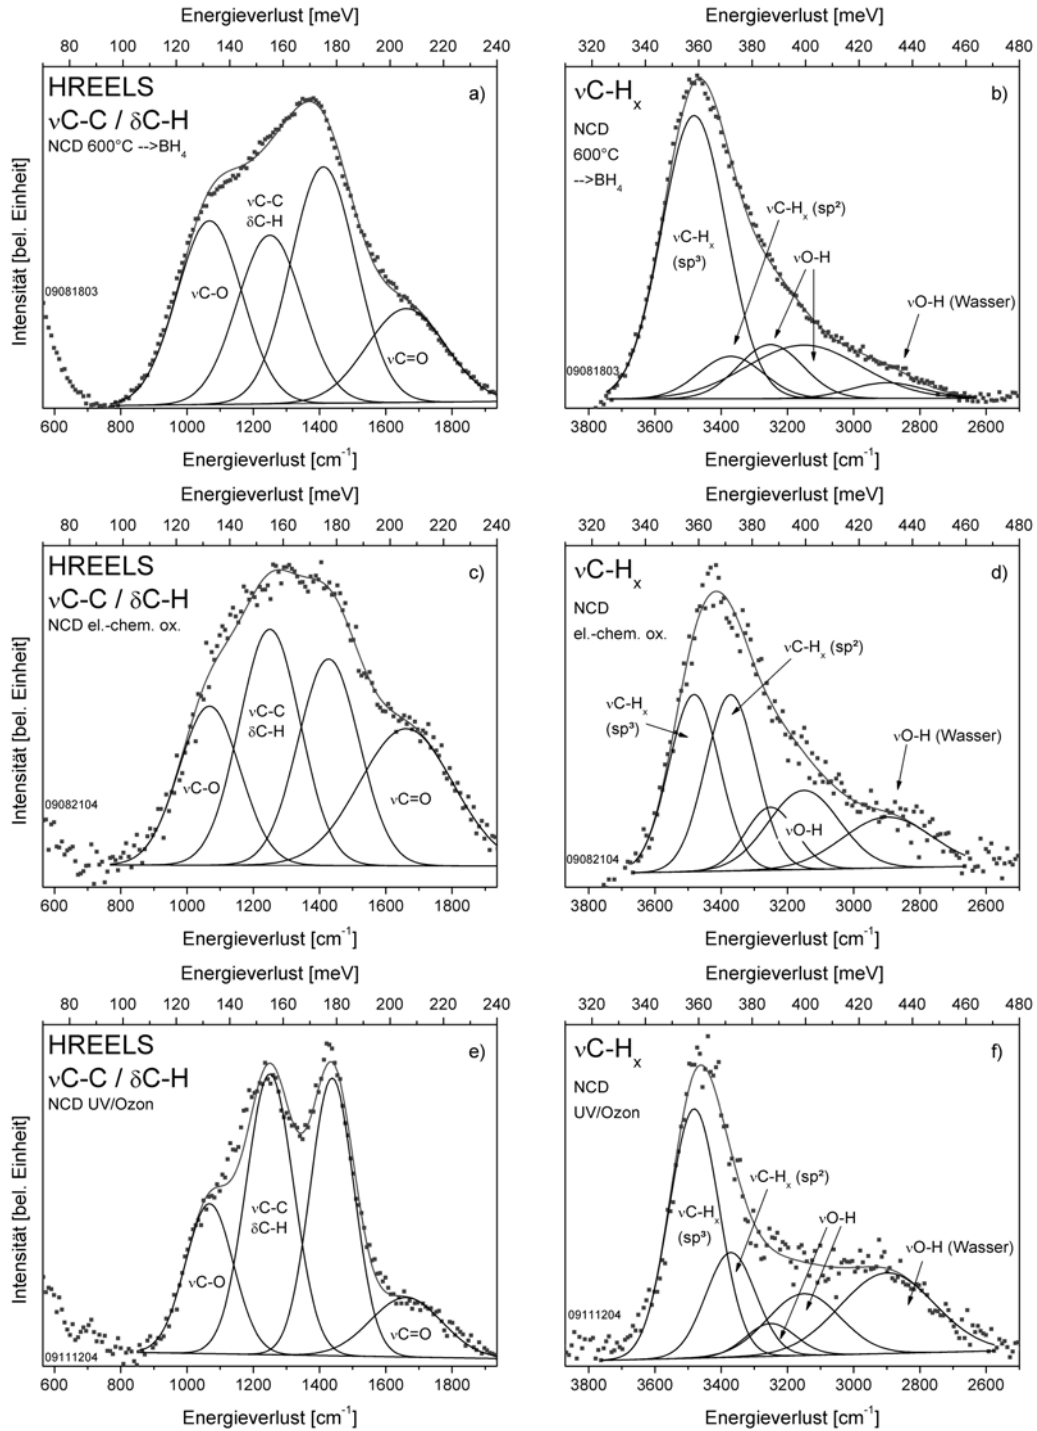 Energieverlust [meV]
80 100 120 140 160 180 200 220 240
HREELS
νC-C / δC-H
NCD 600°C -->BH₄
a)
νC-C
δC-H
νC-O
νC=O
09081803
Intensität [bel. Einheit]
600 800 1000 1200 1400 1600 1800
Energieverlust [cm⁻¹]
Energieverlust [meV]
320 340 360 380 400 420 440 460 480
νC-Hₓ
b)
NCD
600°C
-->BH₄
νC-Hₓ (sp²)
νC-Hₓ
(sp³)
νO-H
νO-H (Wasser)
09081803
3800 3600 3400 3200 3000 2800 2600
Energieverlust [cm⁻¹]
Energieverlust [meV]
80 100 120 140 160 180 200 220 240
HREELS
νC-C / δC-H
NCD el.-chem. ox.
c)
νC-C
δC-H
νC-O
νC=O
09082104
Intensität [bel. Einheit]
600 800 1000 1200 1400 1600 1800
Energieverlust [cm⁻¹]
Energieverlust [meV]
320 340 360 380 400 420 440 460 480
νC-Hₓ
d)
NCD
el.-chem. ox.
νC-Hₓ (sp²)
νC-Hₓ
(sp³)
νO-H (Wasser)
νO-H
09082104
3800 3600 3400 3200 3000 2800 2600
Energieverlust [cm⁻¹]
Energieverlust [meV]
80 100 120 140 160 180 200 220 240
HREELS
νC-C / δC-H
NCD UV/Ozon
e)
νC-C
δC-H
νC-O
νC=O
09111204
Intensität [bel. Einheit]
600 800 1000 1200 1400 1600 1800
Energieverlust [cm⁻¹]
Energieverlust [meV]
320 340 360 380 400 420 440 460 480
νC-Hₓ
f)
NCD
UV/Ozon
νC-Hₓ (sp²)
νC-Hₓ
(sp³)
νO-H
νO-H (Wasser)
09111204
3800 3600 3400 3200 3000 2800 2600
Energieverlust [cm⁻¹]